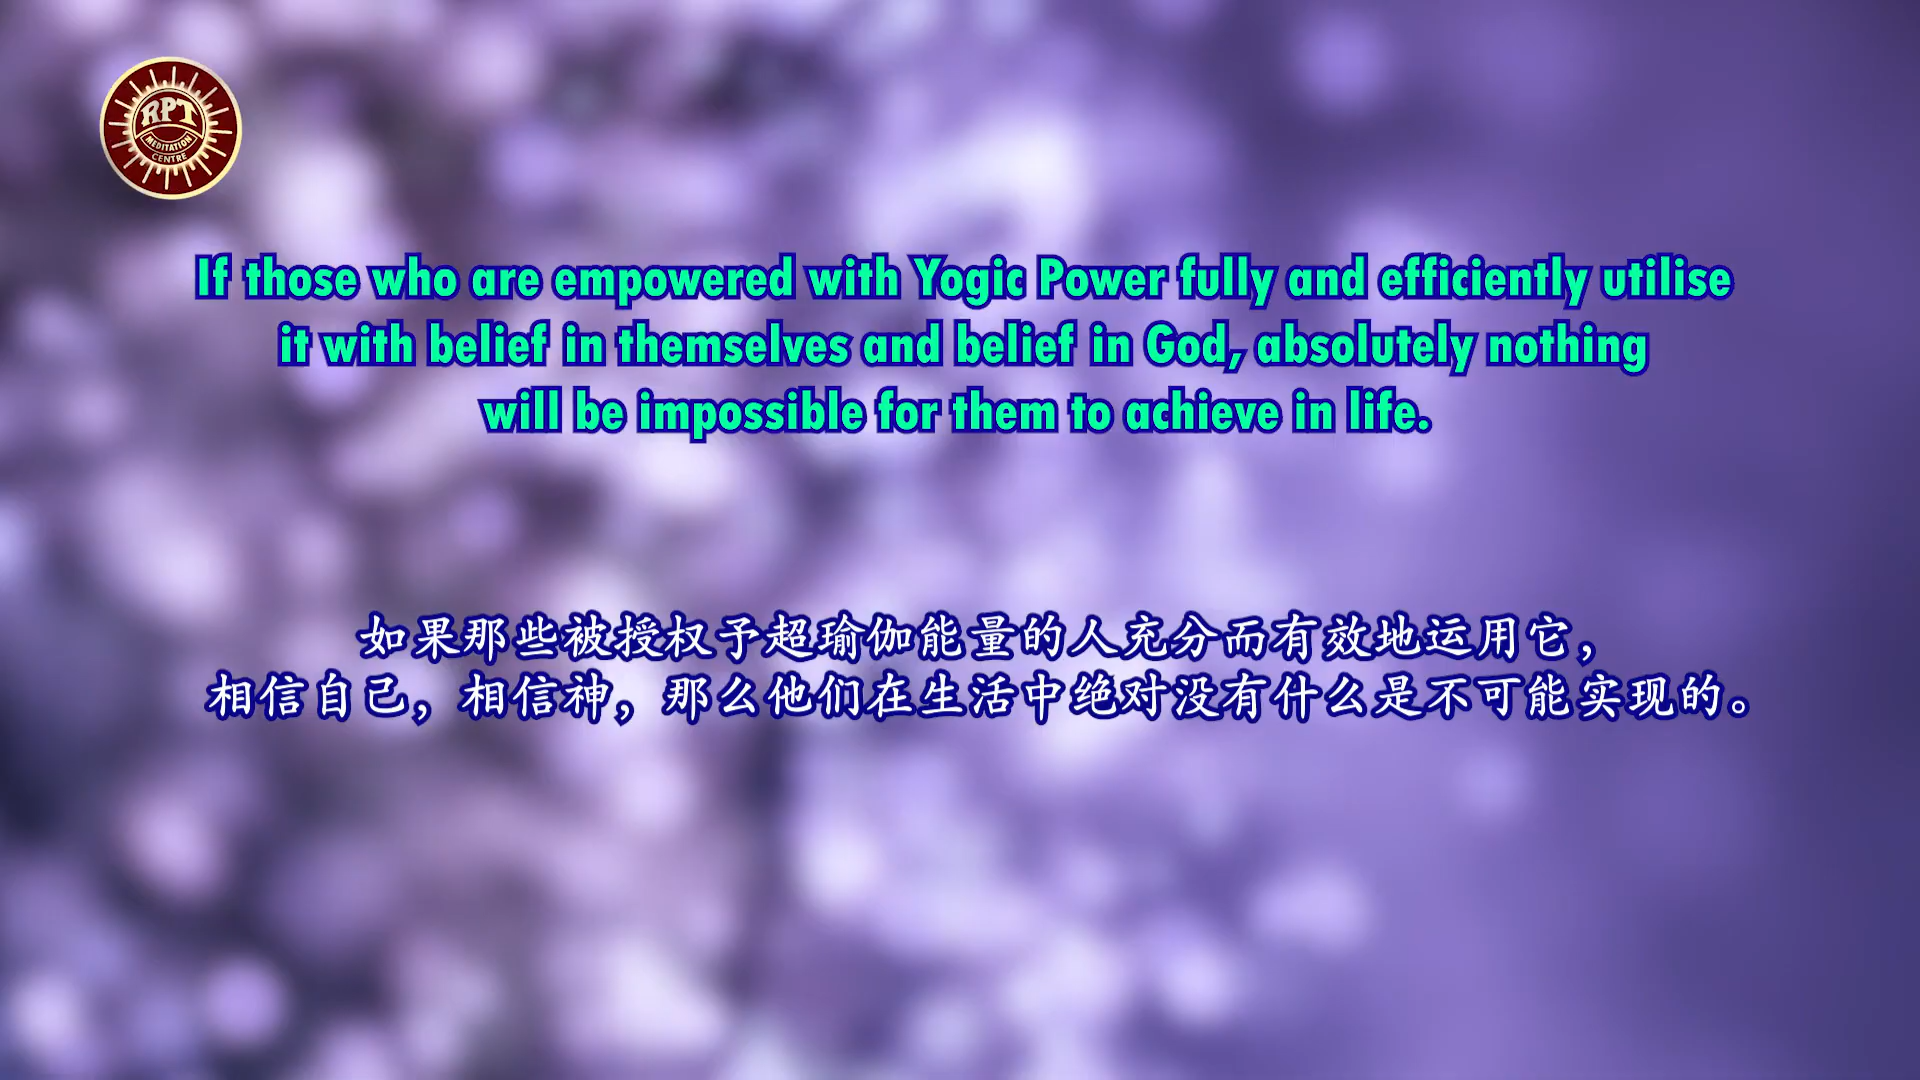 RPT
MEDITATION
CENTRE
If those who are empowered with Yogic Power fully and efficiently utilise
it with belief in themselves and belief in God, absolutely nothing
will be impossible for them to achieve in life.
如果那些被授权予超瑜伽能量的人充分而有效地运用它，
相信自己，相信神，那么他们在生活中绝对没有什么是不可能实现的。